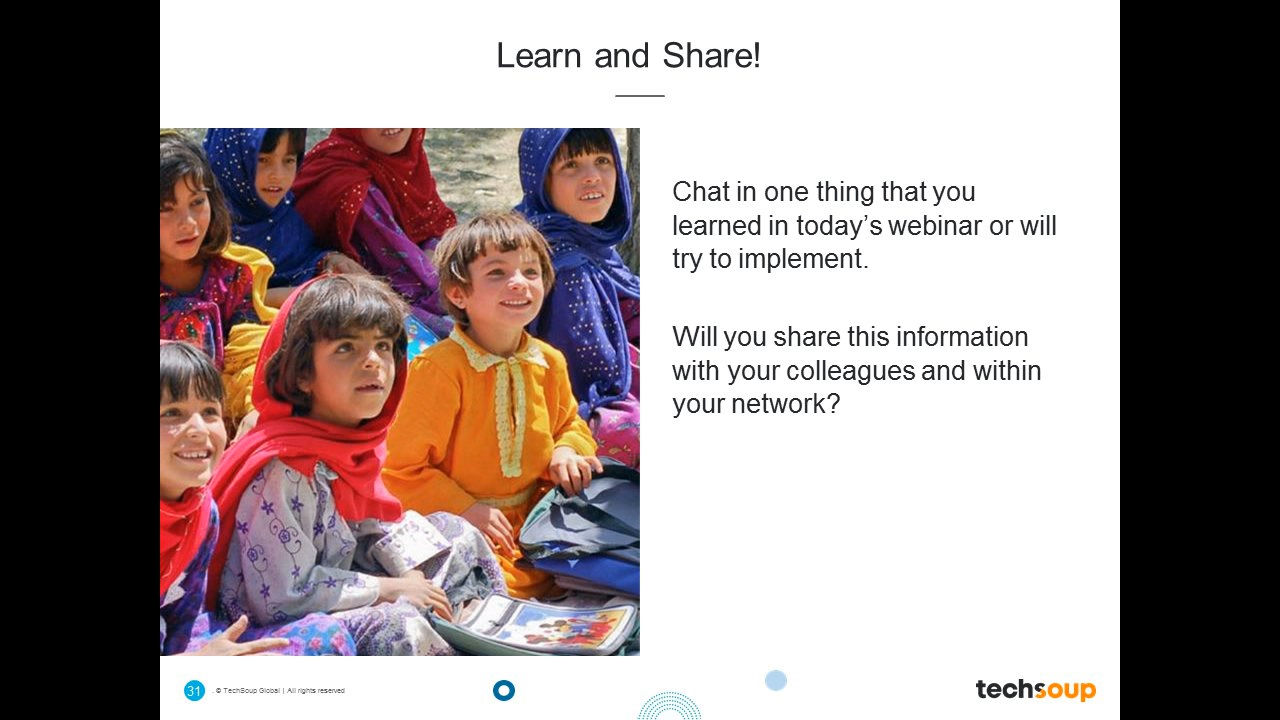 Learn and Share!
Chat in one thing that you
learned in today’s webinar or will
try to implement.
Will you share this information
with your colleagues and within
your network?
31
© TechSoup Global | All rights reserved
techsoup